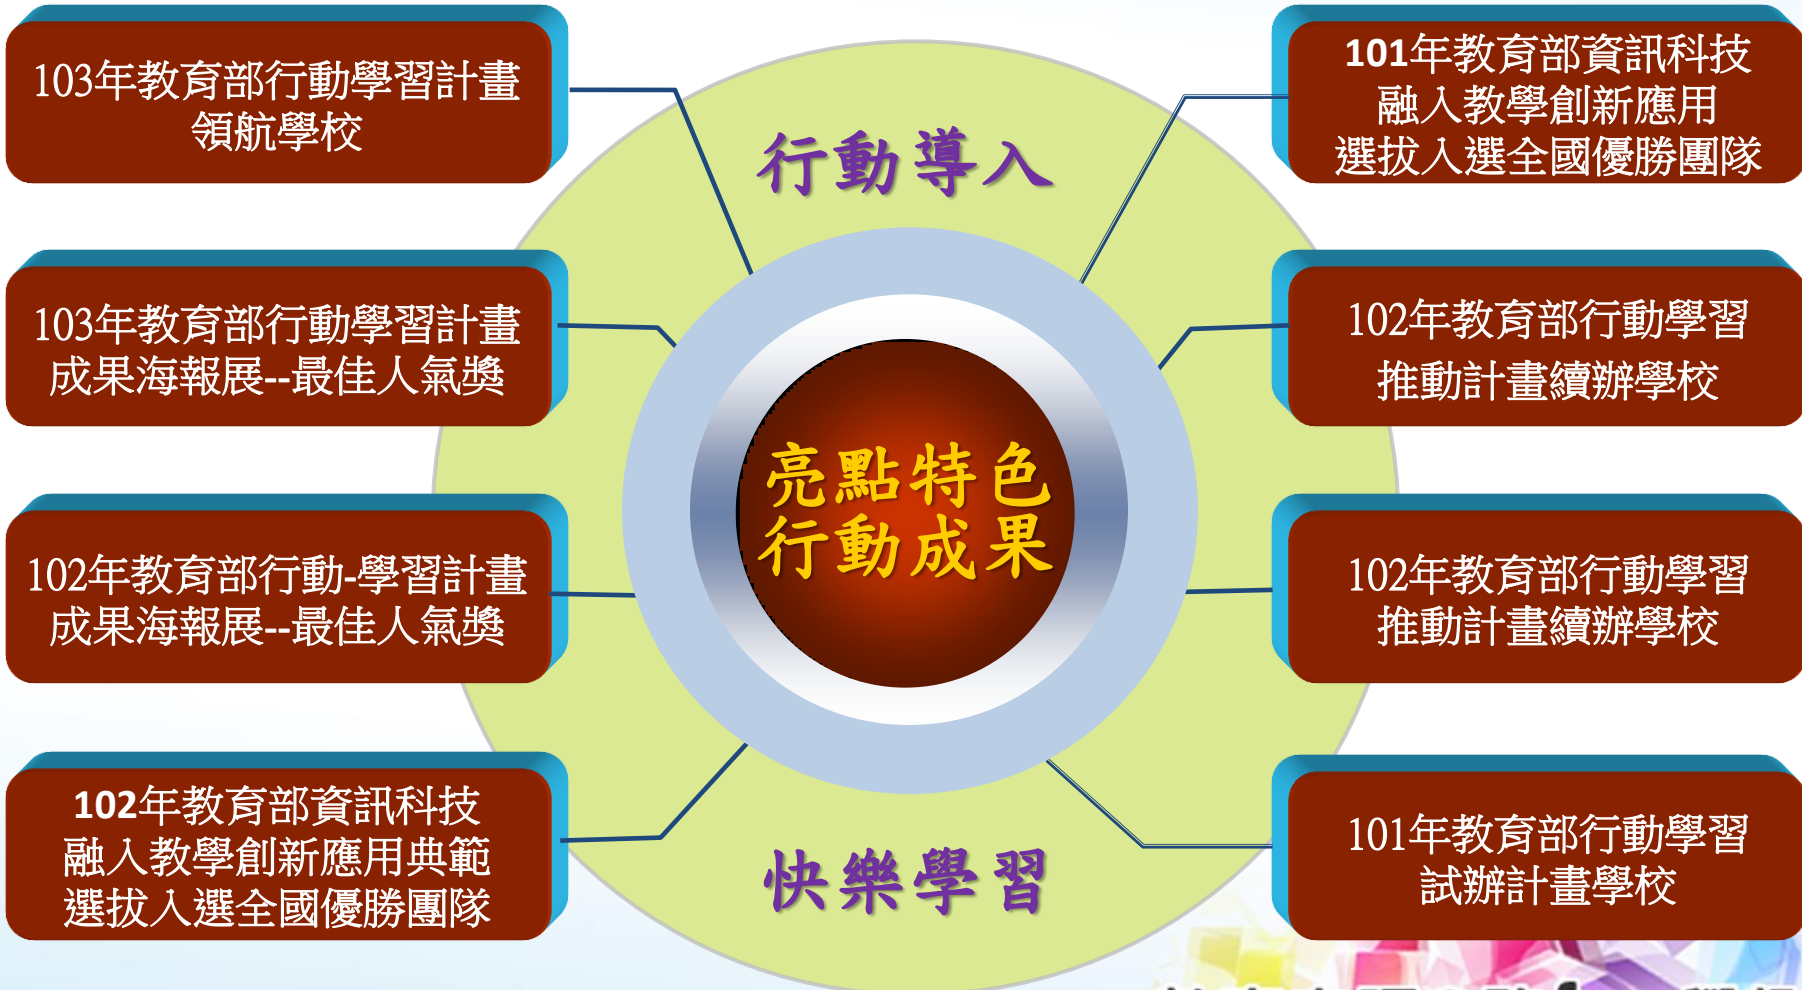 103年教育部行動學習計畫
領航學校
103年教育部行動學習計畫
成果海報展--最佳人氣獎
102年教育部行動-學習計畫
成果海報展--最佳人氣獎
102年教育部資訊科技
融入教學創新應用典範
選拔入選全國優勝團隊
行動導入
亮點特色
行動成果
快樂學習
101年教育部資訊科技
融入教學創新應用
選拔入選全國優勝團隊
102年教育部行動學習
推動計畫續辦學校
102年教育部行動學習
推動計畫續辦學校
101年教育部行動學習
試辦計畫學校